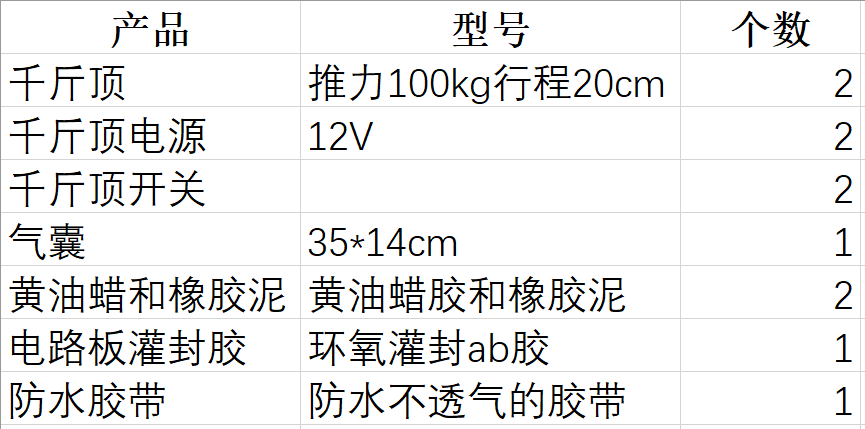 产品 型号 个数
千斤顶 推力100kg行程20cm 2
千斤顶电源 12V 2
千斤顶开关 2
气囊 35*14cm 1
黄油蜡和橡胶泥 黄油蜡胶和橡胶泥 2
电路板灌封胶 环氧灌封ab胶 1
防水胶带 防水不透气的胶带 1